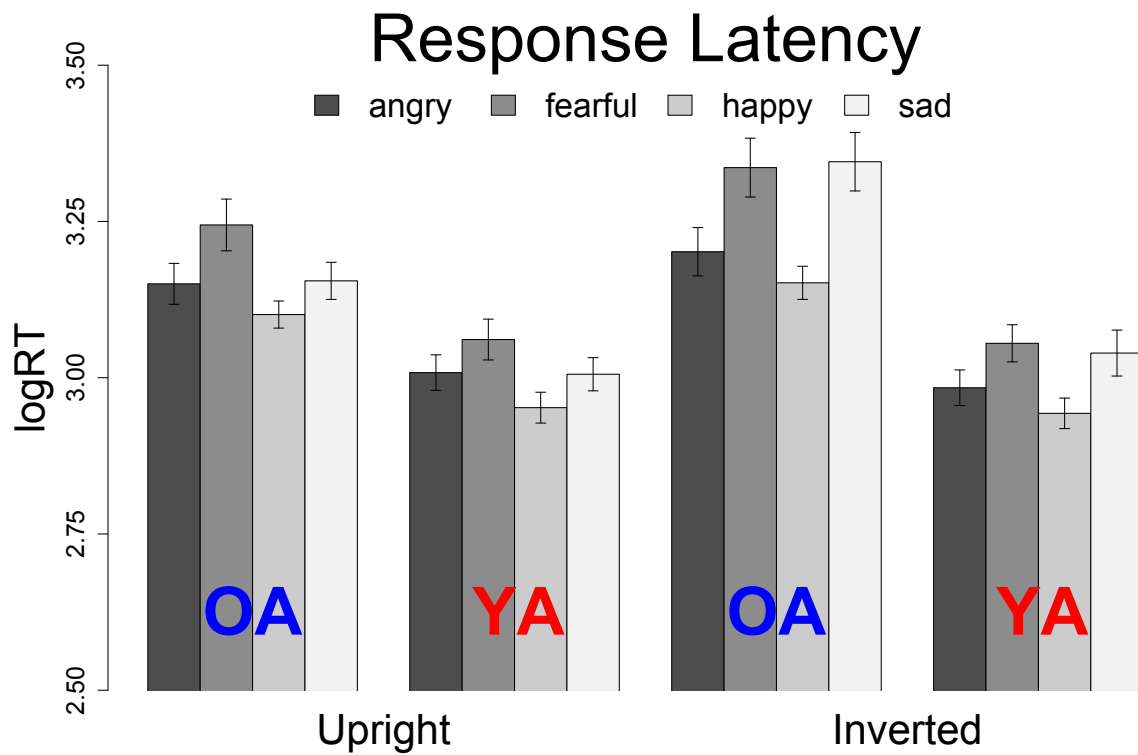 Response Latency
angry fearful happy sad
logRT
3.50
3.25
3.00
2.75
2.50
OA YA OA YA
Upright Inverted